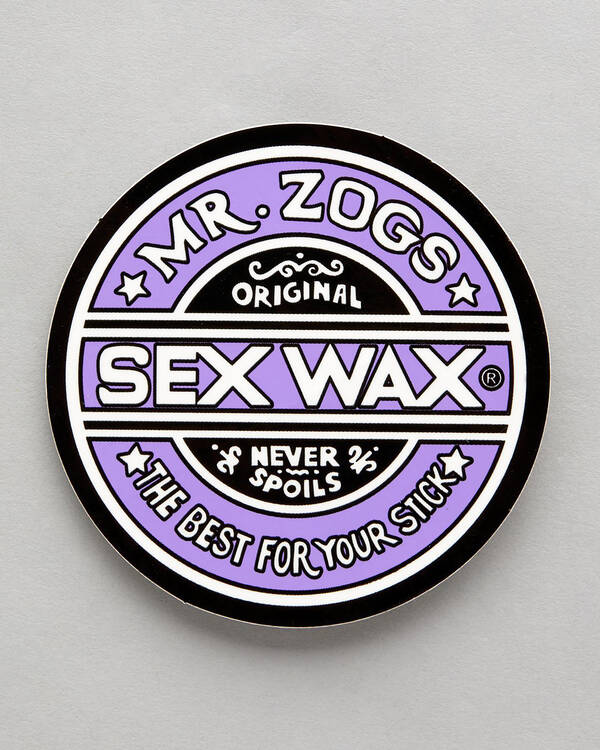 MR. ZOGS
ORIGINAL
SEX WAX ®
NEVER
SPOILS
THE BEST FOR YOUR STICK